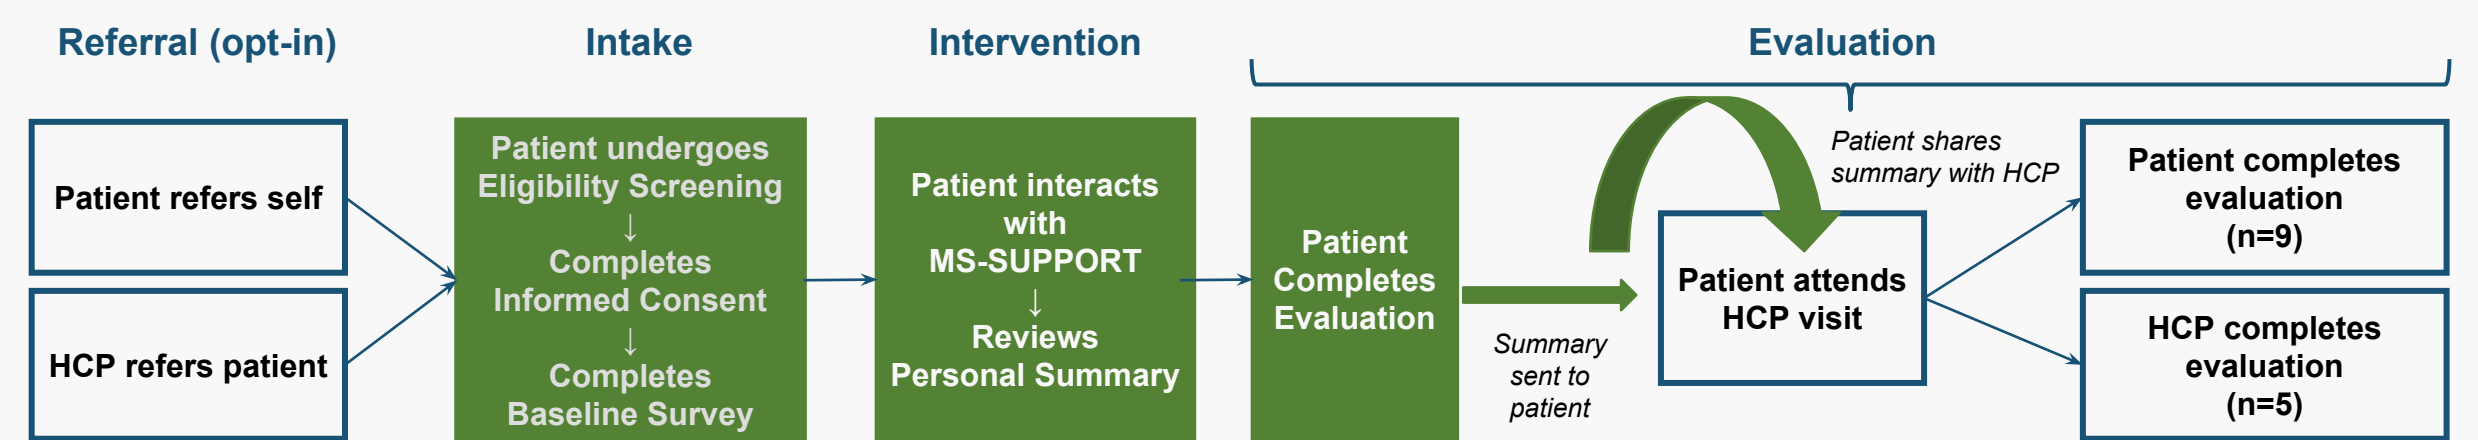 Referral (opt-in)
Intake
Intervention
Evaluation
Patient refers self
HCP refers patient
Patient undergoes
Eligibility Screening
↓
Completes
Informed Consent
↓
Completes
Baseline Survey
Patient interacts
with
MS-SUPPORT
↓
Reviews
Personal Summary
Patient
Completes
Evaluation
Summary
sent to
patient
Patient shares
summary with HCP
Patient attends
HCP visit
Patient completes
evaluation
(n=9)
HCP completes
evaluation
(n=5)